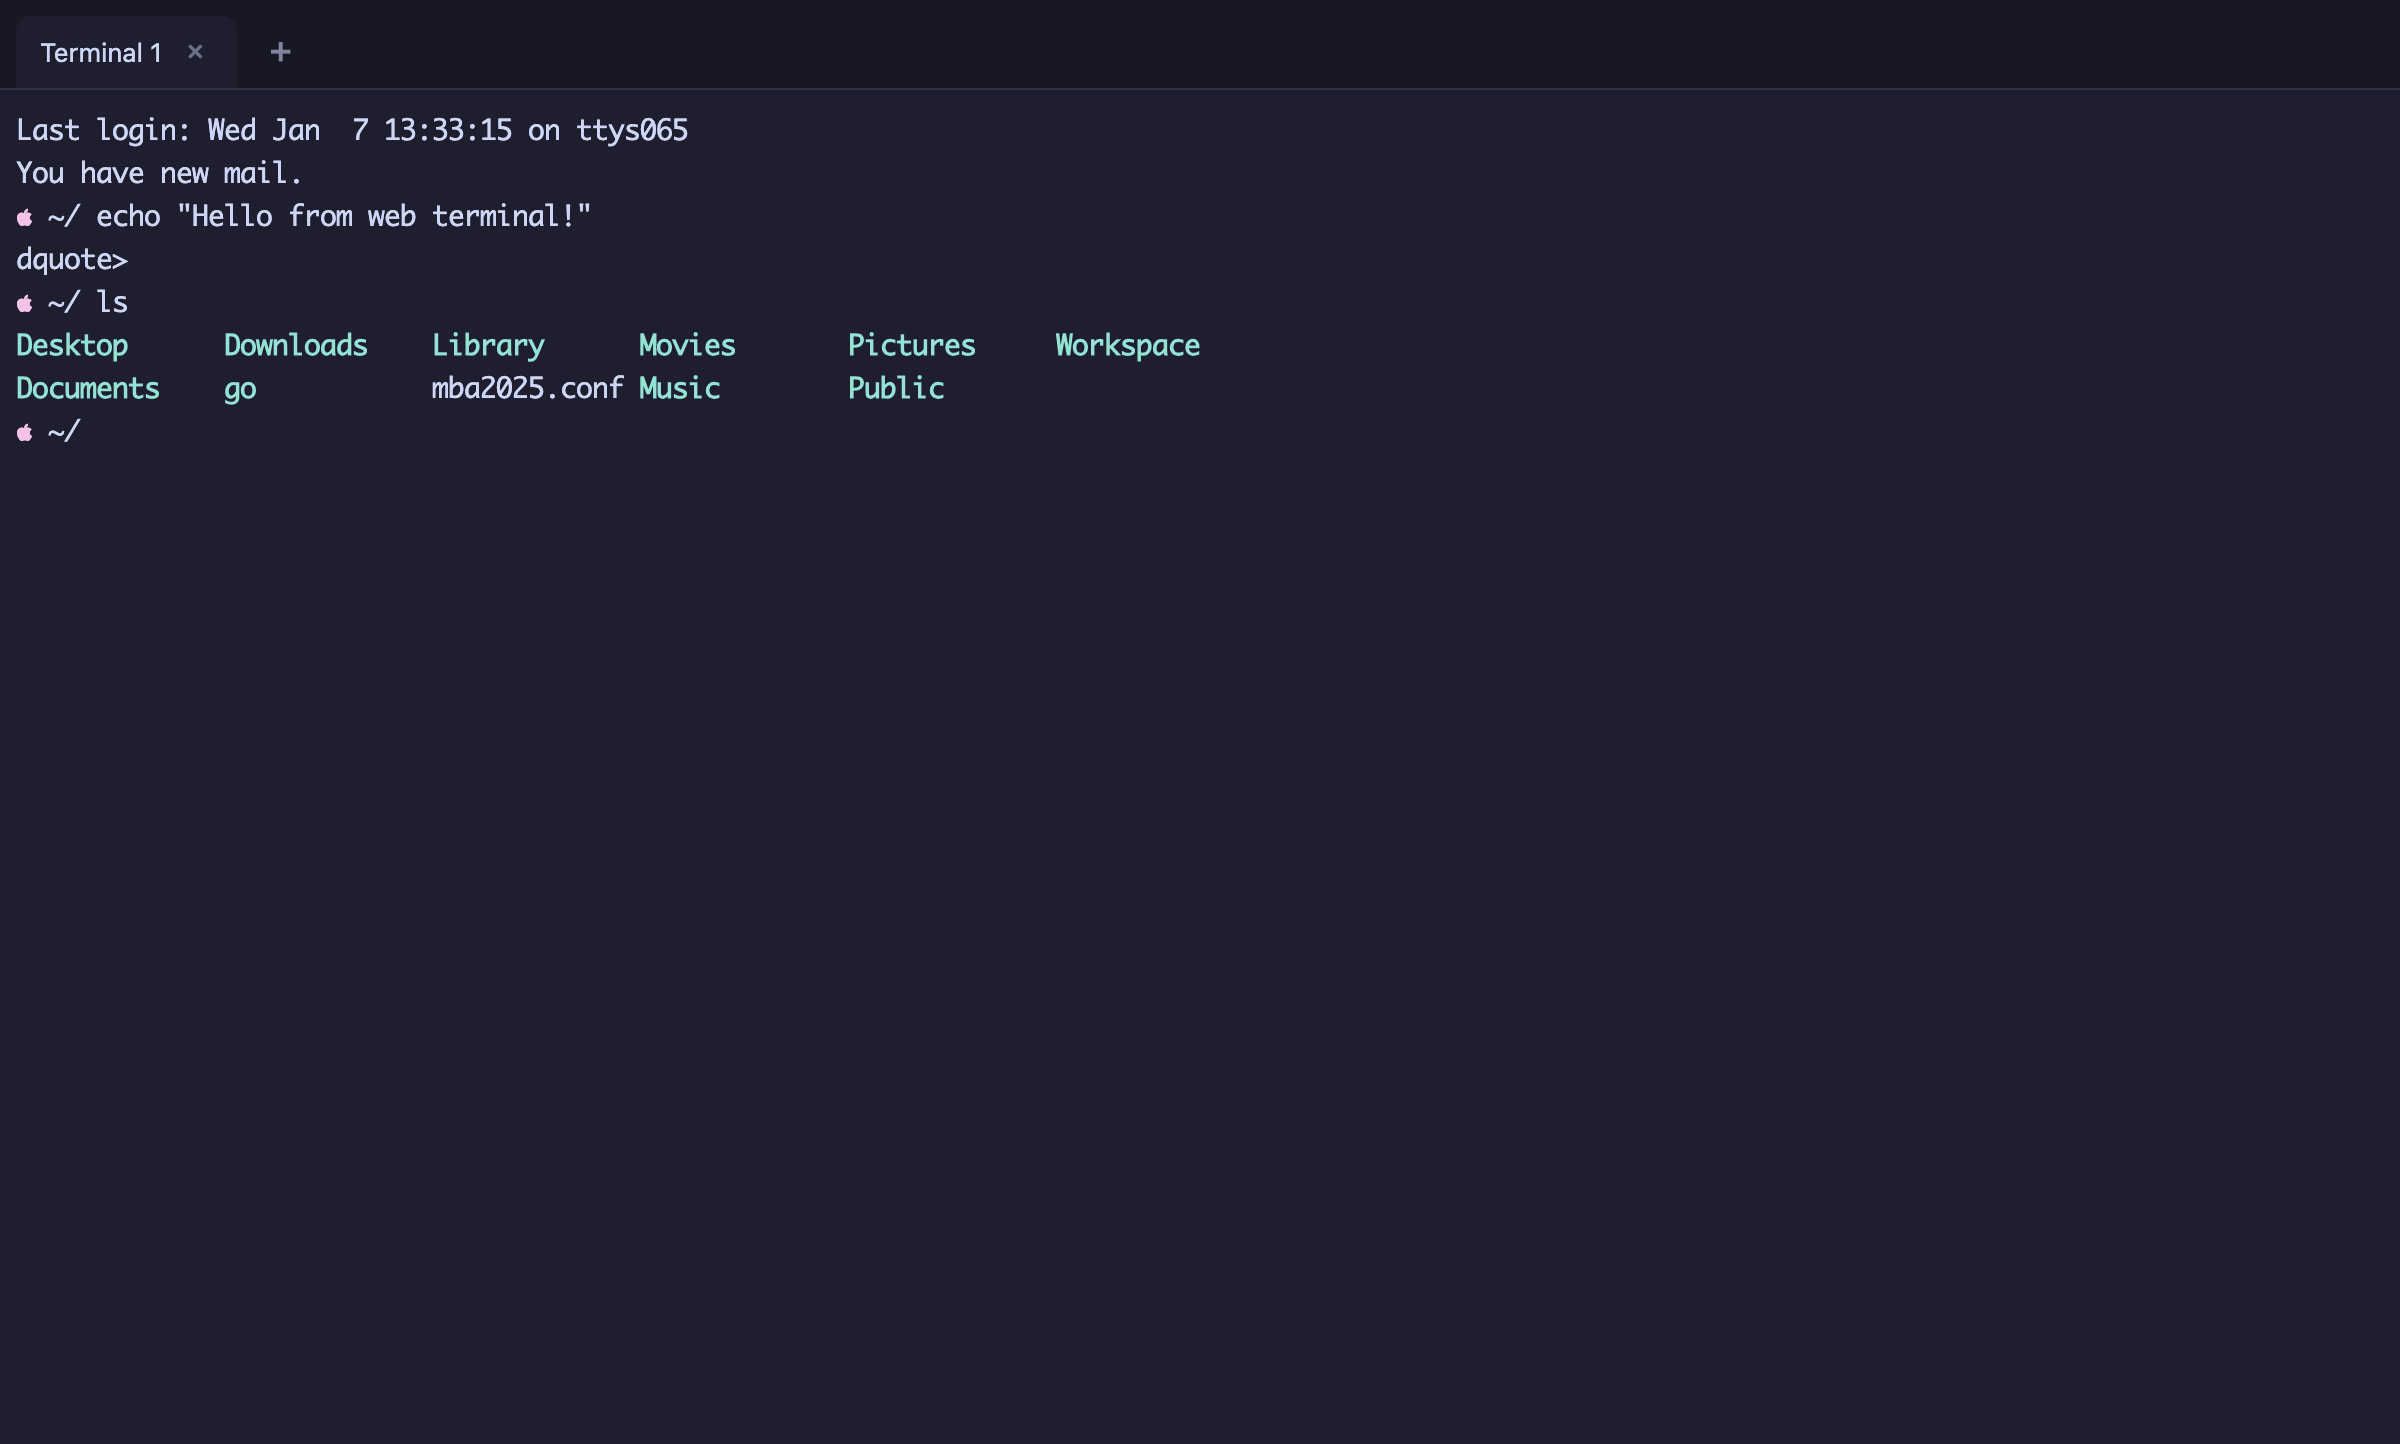 Terminal 1 × +
Last login: Wed Jan  7 13:33:15 on ttys065
You have new mail.
 ~/ echo "Hello from web terminal!"
dquote>
 ~/ ls
Desktop      Downloads    Library      Movies       Pictures     Workspace
Documents    go           mba2025.conf Music        Public
 ~/